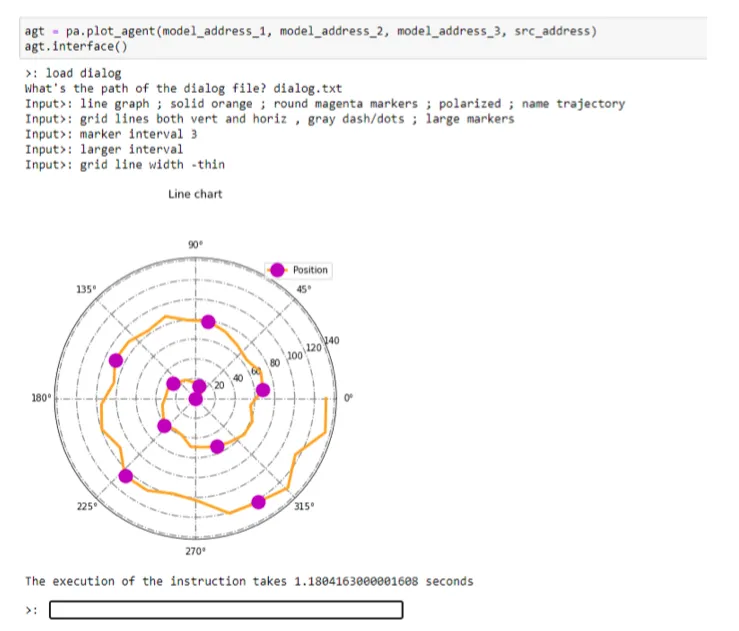 agt = pa.plot_agent(model_address_1, model_address_2, model_address_3, src_address)
agt.interface()
>: load dialog
What's the path of the dialog file? dialog.txt
Input>: line graph ; solid orange ; round magenta markers ; polarized ; name trajectory
Input>: grid lines both vert and horiz , gray dash/dots ; large markers
Input>: marker interval 3
Input>: larger interval
Input>: grid line width -thin
Line chart
90°
Position
135°
45°
140
120
100
80
60
40
20
180°
0°
225°
315°
270°
The execution of the instruction takes 1.1804163000001608 seconds
>: